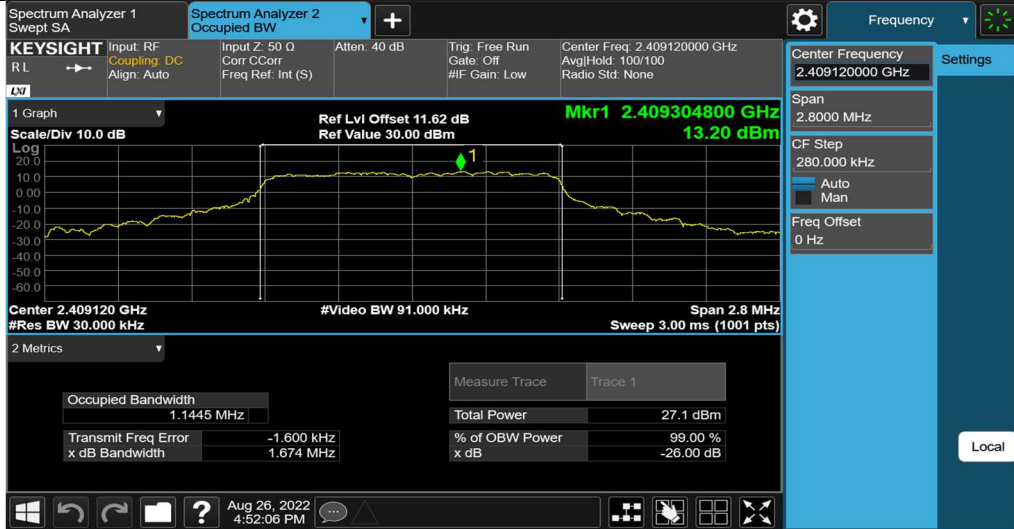 Spectrum Analyzer 1
Swept SA
Spectrum Analyzer 2
Occupied BW
+
Frequency
KEYSIGHT
RL
LXI
Input: RF
Coupling: DC
Align: Auto
Input Z: 50 Ω
Corr CCorr
Freq Ref: Int (S)
Atten: 40 dB
Trig: Free Run
Gate: Off
#IF Gain: Low
Center Freq: 2.409120000 GHz
Avg|Hold: 100/100
Radio Std: None
Center Frequency
2.409120000 GHz
Settings
Span
2.8000 MHz
CF Step
280.000 kHz
Auto
Man
Freq Offset
0 Hz
Local
1 Graph
Scale/Div 10.0 dB
Ref Lvl Offset 11.62 dB
Ref Value 30.00 dBm
Mkr1 2.409304800 GHz
13.20 dBm
Log
20.0
10.0
0.00
-10.0
-20.0
-30.0
-40.0
-50.0
-60.0
1
Center 2.409120 GHz
#Res BW 30.000 kHz
#Video BW 91.000 kHz
Span 2.8 MHz
Sweep 3.00 ms (1001 pts)
2 Metrics
Measure Trace Trace 1
Occupied Bandwidth
1.1445 MHz
Total Power 27.1 dBm
Transmit Freq Error -1.600 kHz
% of OBW Power 99.00 %
x dB Bandwidth 1.674 MHz
x dB -26.00 dB
?
Aug 26, 2022
4:52:06 PM